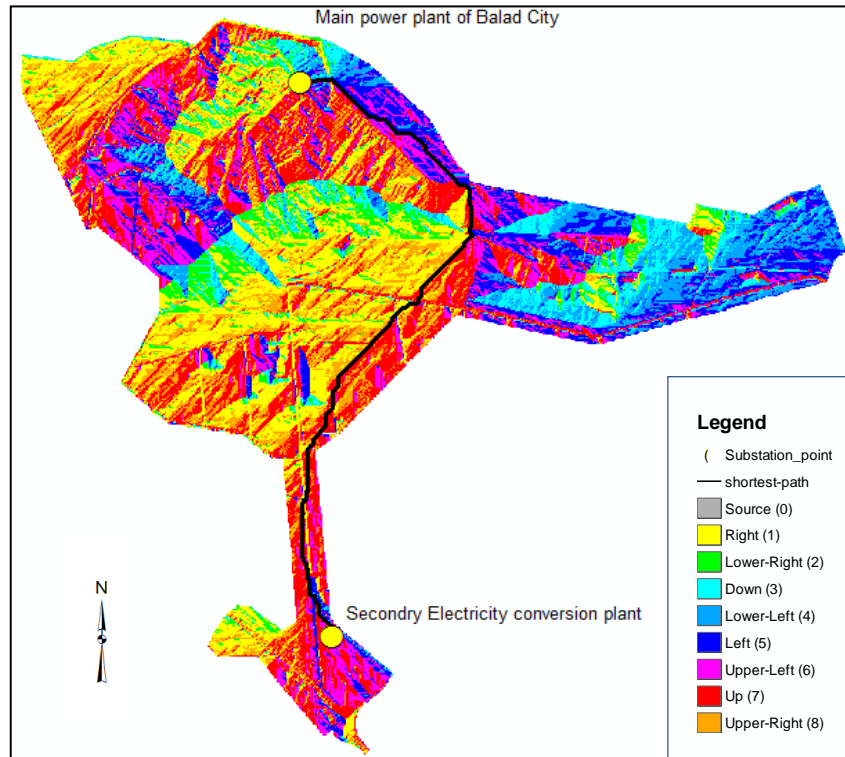 Main power plant of Balad City
Legend
( Substation_point
shortest-path
Source (0)
Right (1)
Lower-Right (2)
Down (3)
Lower-Left (4)
Left (5)
Upper-Left (6)
Up (7)
Upper-Right (8)
N
Secondry Electricity conversion plant